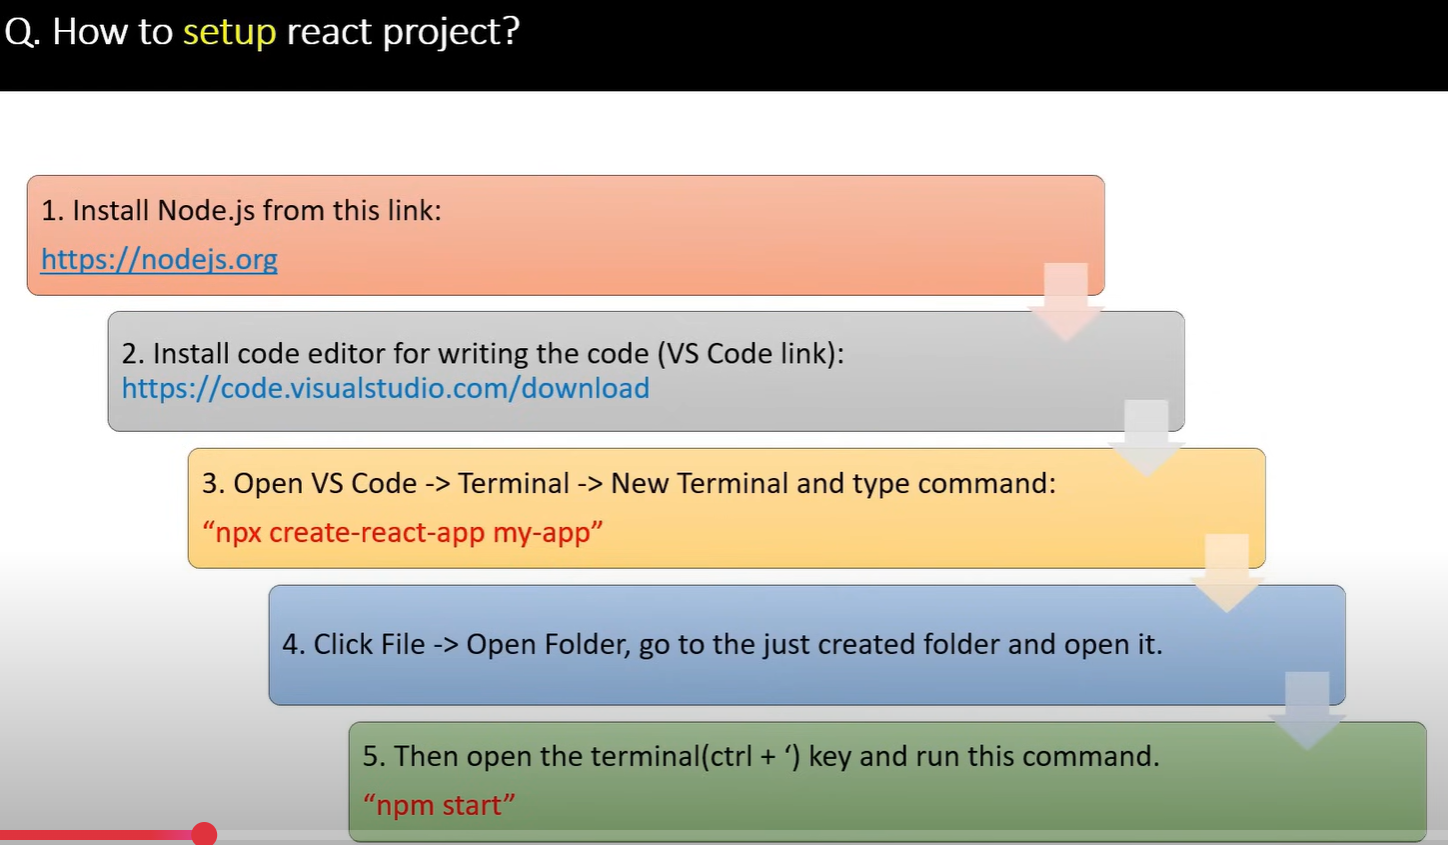 Q. How to setup react project?
1. Install Node.js from this link:
https://nodejs.org
2. Install code editor for writing the code (VS Code link):
https://code.visualstudio.com/download
3. Open VS Code -> Terminal -> New Terminal and type command:
“npx create-react-app my-app”
4. Click File -> Open Folder, go to the just created folder and open it.
5. Then open the terminal(ctrl + ‘) key and run this command.
“npm start”